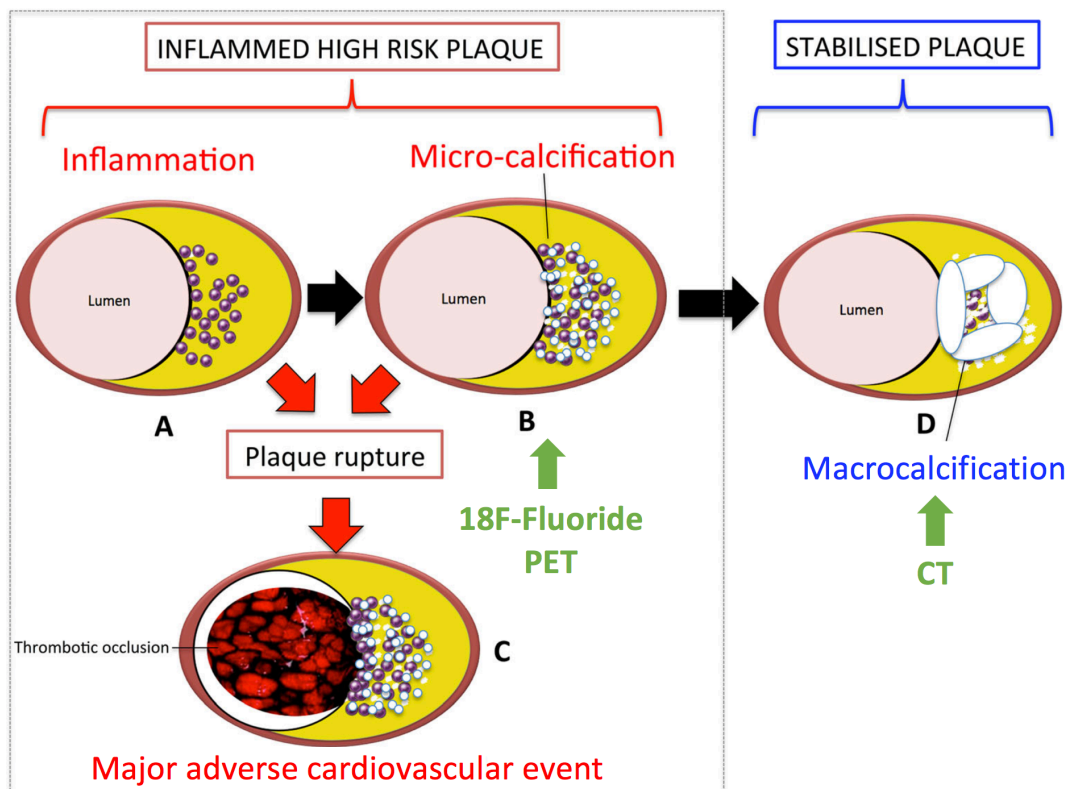 INFLAMMED HIGH RISK PLAQUE
STABILISED PLAQUE
Inflammation
Micro-calcification
Lumen
Lumen
Lumen
A
B
D
Plaque rupture
Macrocalcification
18F-Fluoride
PET
CT
Thrombotic occlusion
C
Major adverse cardiovascular event